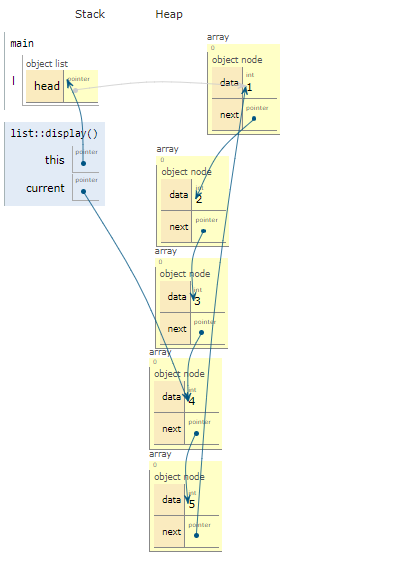 Stack Heap
main
l
object list
head
pointer
list::display()
this
pointer
current
pointer
array
0
object node
data
int
1
next
pointer
array
0
object node
data
int
2
next
pointer
array
0
object node
data
int
3
next
pointer
array
0
object node
data
int
4
next
pointer
array
0
object node
data
int
5
next
pointer